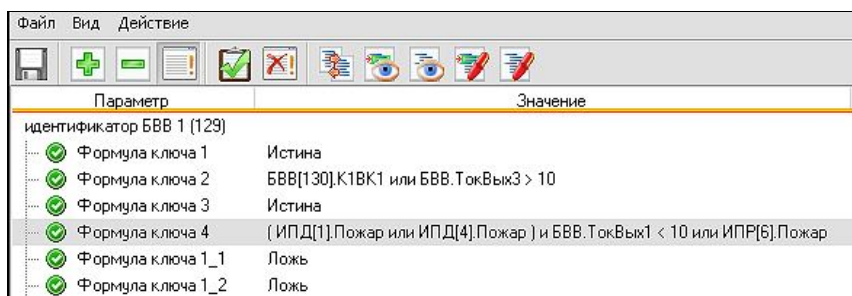 Файл Вид Действие
Параметр Значение
идентификатор БВВ 1 (129)
Формула ключа 1 Истина
Формула ключа 2 БВВ[130].К1ВК1 или БВВ.ТокВых3 > 10
Формула ключа 3 Истина
Формула ключа 4 ( ИПД[1].Пожар или ИПД[4].Пожар ) и БВВ.ТокВых1 < 10 или ИПР[6].Пожар
Формула ключа 1_1 Ложь
Формула ключа 1_2 Ложь